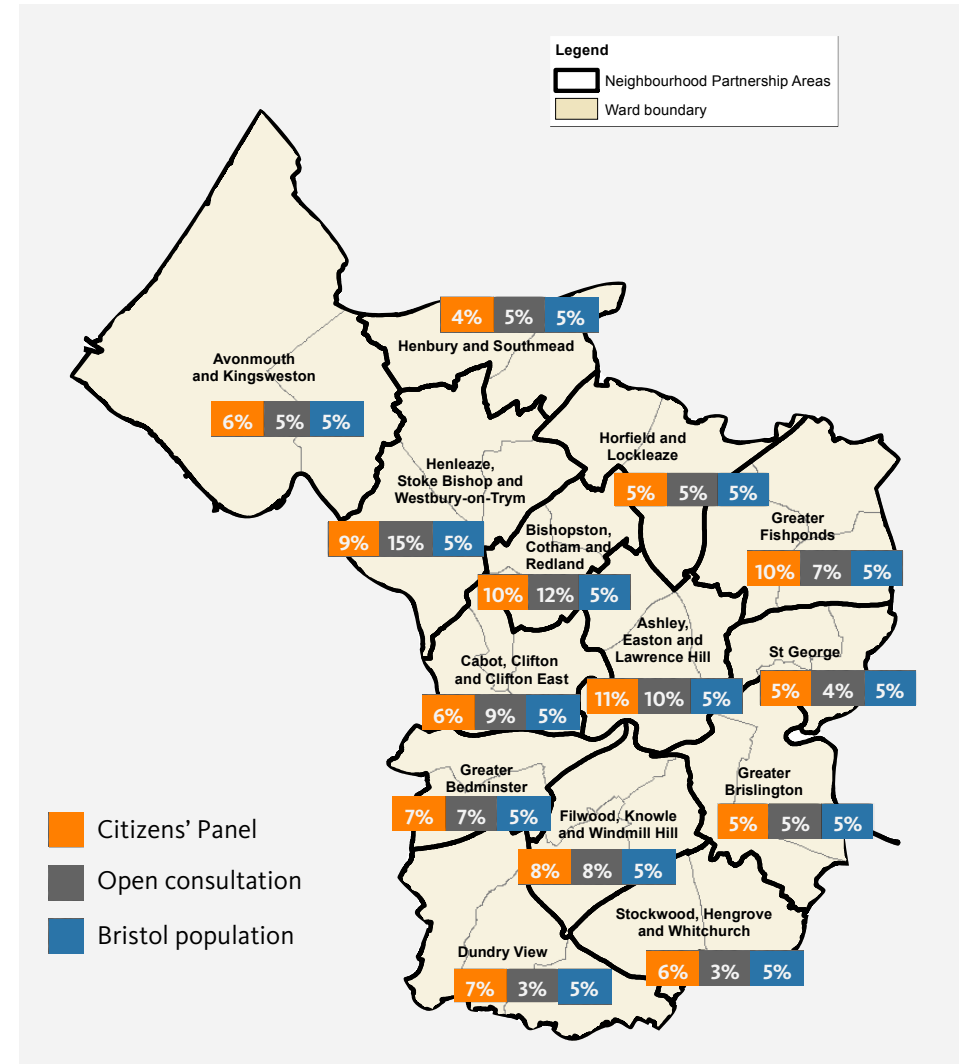 Legend
Neighbourhood Partnership Areas
Ward boundary
4% 5% 5%
Henbury and Southmead
Avonmouth
and Kingsweston
6% 5% 5%
Horfield and
Lockleaze
5% 5% 5%
Henleaze,
Stoke Bishop and
Westbury-on-Trym
9% 15% 5%
Greater
Fishponds
10% 7% 5%
Bishopston,
Cotham and
Redland
10% 12% 5%
Ashley,
Easton and
Lawrence Hill
11% 10% 5%
St George
5% 4% 5%
Cabot, Clifton
and Clifton East
6% 9% 5%
Greater
Bedminster
7% 7% 5%
Filwood, Knowle
and Windmill Hill
8% 8% 5%
Greater
Brislington
5% 5% 5%
Citizens' Panel
Open consultation
Bristol population
Stockwood, Hengrove
and Whitchurch
6% 3% 5%
Dundry View
7% 3% 5%